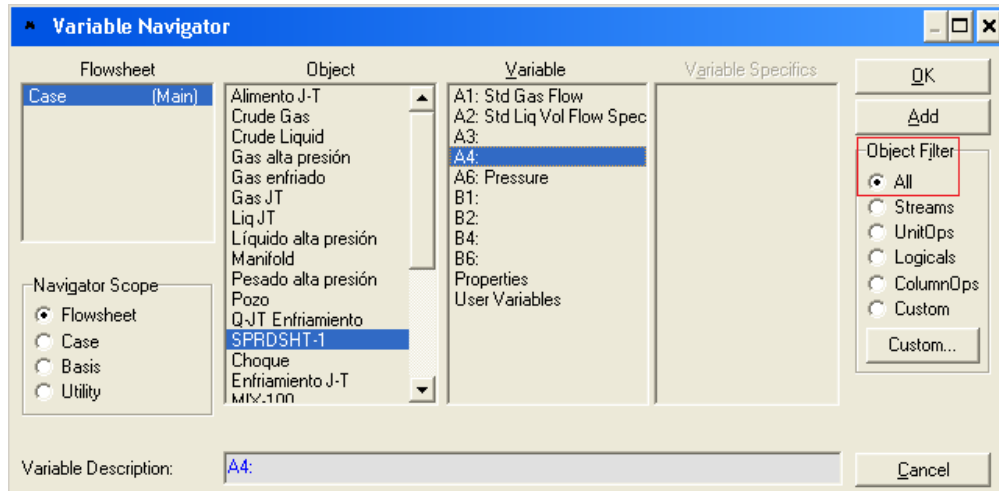 Variable Navigator
Flowsheet
Case (Main)
Navigator Scope
Flowsheet
Case
Basis
Utility
Object
Alimento J-T
Crude Gas
Crude Liquid
Gas alta presión
Gas enfriado
Gas JT
Liq JT
Líquido alta presión
Manifold
Pesado alta presión
Pozo
Q-JT Enfriamiento
SPRDSHT-1
Choque
Enfriamiento J-T
MIX-100
Variable
A1: Std Gas Flow
A2: Std Liq Vol Flow Spec
A3:
A4:
A6: Pressure
B1:
B2:
B4:
B6:
Properties
User Variables
Variable Specifics
OK
Add
Object Filter
All
Streams
UnitOps
Logicals
ColumnOps
Custom
Custom...
Variable Description:
A4:
Cancel